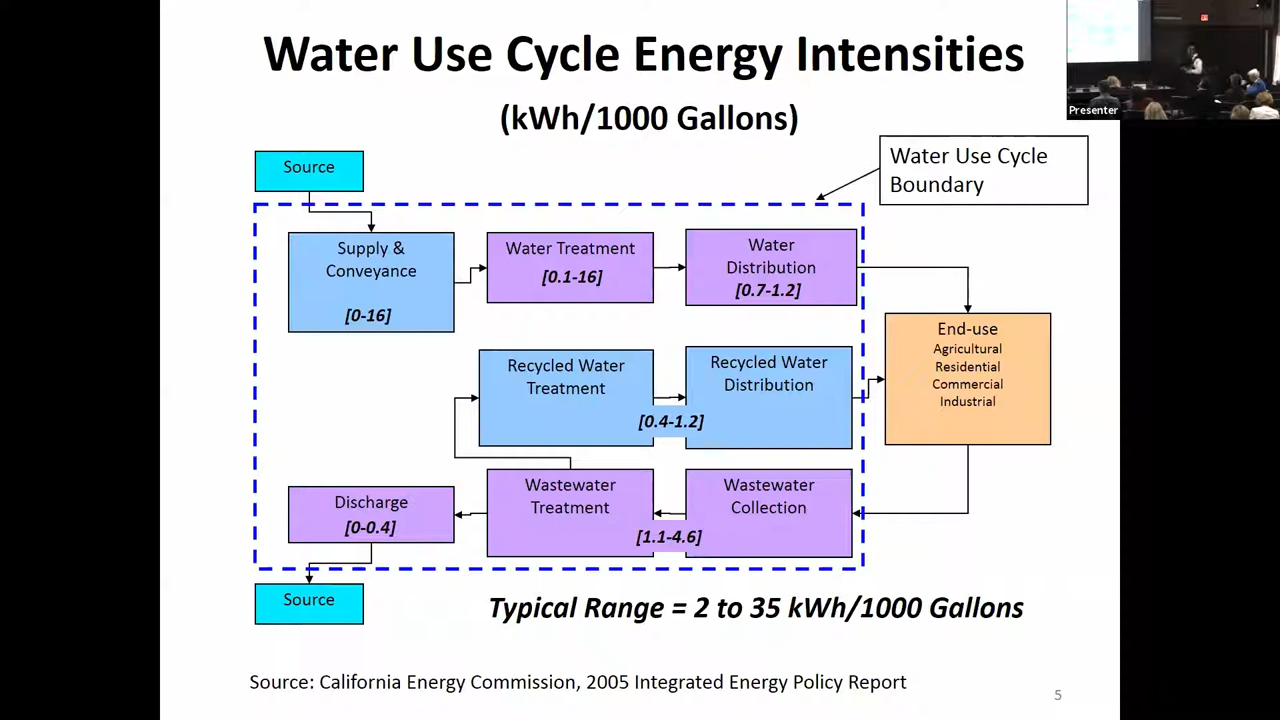 Water Use Cycle Energy Intensities
(kWh/1000 Gallons)
Presenter
Water Use Cycle
Boundary
Source
Supply &
Conveyance
[0-16]
Water Treatment
[0.1-16]
Water
Distribution
[0.7-1.2]
End-use
Agricultural
Residential
Commercial
Industrial
Recycled Water
Treatment
Recycled Water
Distribution
[0.4-1.2]
Discharge
[0-0.4]
Wastewater
Treatment
Wastewater
Collection
[1.1-4.6]
Source
Typical Range = 2 to 35 kWh/1000 Gallons
Source: California Energy Commission, 2005 Integrated Energy Policy Report
5